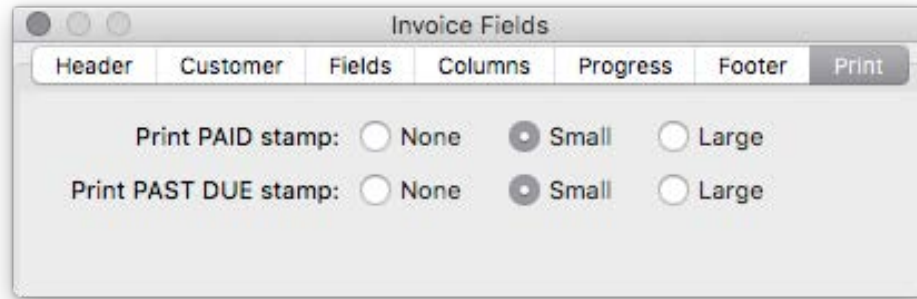 Invoice Fields
Header Customer Fields Columns Progress Footer Print
Print PAID stamp: None Small Large
Print PAST DUE stamp: None Small Large